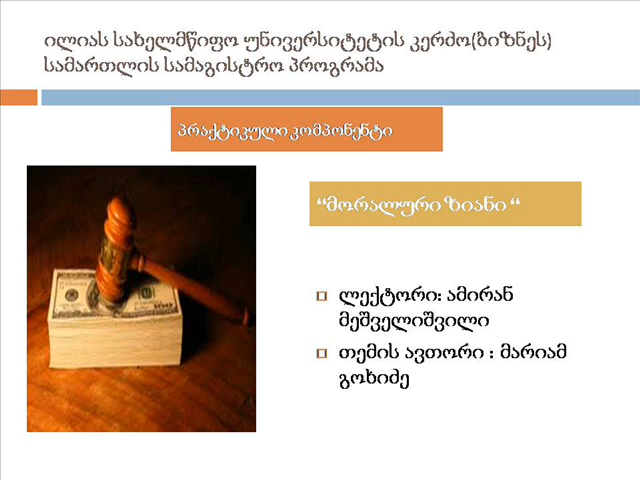 ილიას სახელმწიფო უნივერსიტეტის კერძო(ბიზნეს)
სამართლის სამაგისტრო პროგრამა
პრაქტიკული კომპონენტი
“მორალური ზიანი “
ლექტორი: ამირან
მეშველიშვილი
თემის ავთორი : მარიამ
გოხიძე
100